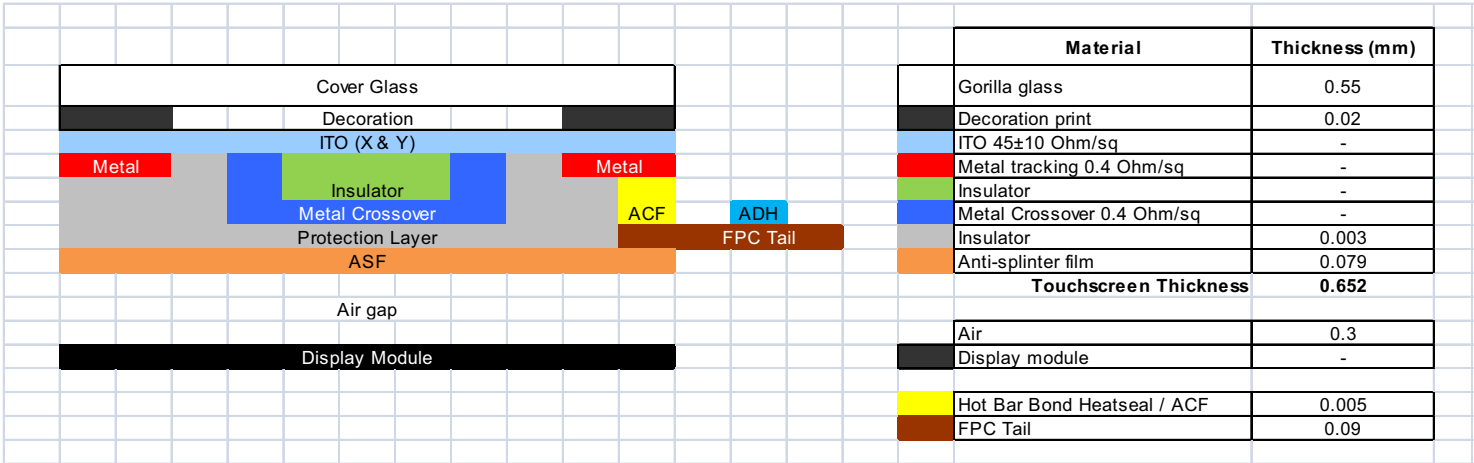 Material Thickness (mm)
Cover Glass Gorilla glass 0.55
Decoration Decoration print 0.02
ITO (X & Y) ITO 45±10 Ohm/sq -
Metal Metal Metal tracking 0.4 Ohm/sq -
Insulator Insulator -
Metal Crossover ACF ADH Metal Crossover 0.4 Ohm/sq -
Protection Layer FPC Tail Insulator 0.003
ASF Anti-splinter film 0.079
Touchscreen Thickness 0.652
Air gap
Air 0.3
Display Module Display module -
Hot Bar Bond Heatseal / ACF 0.005
FPC Tail 0.09